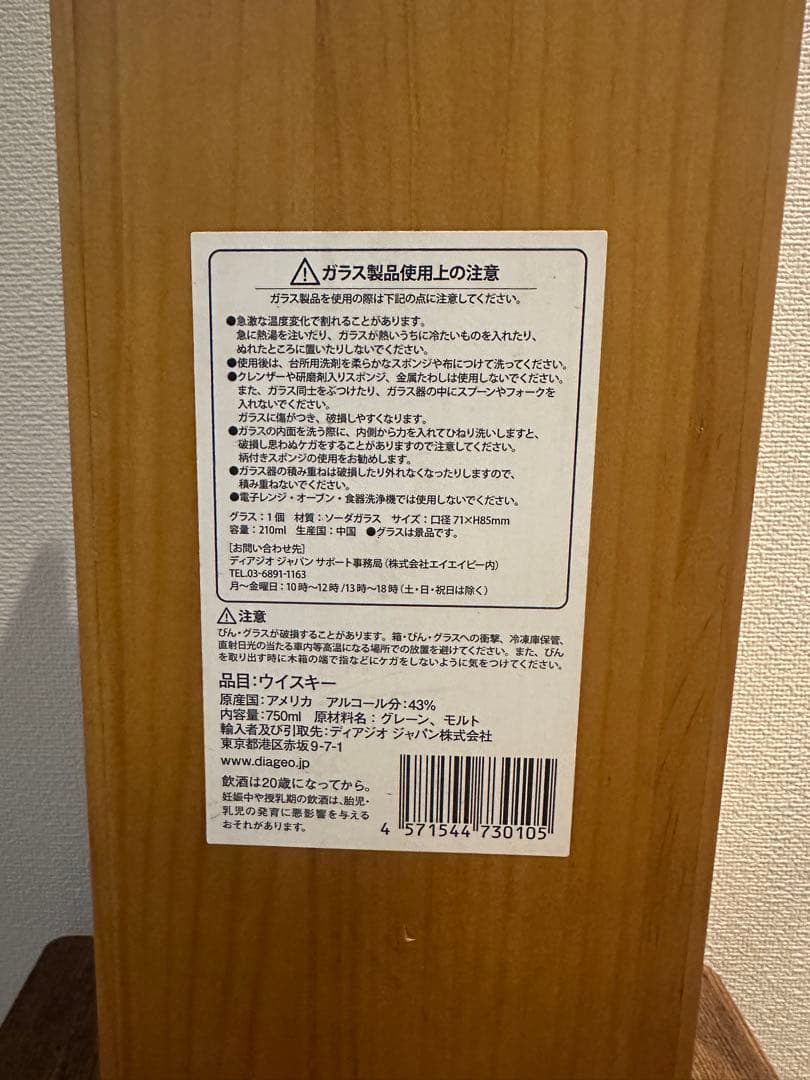 ⚠ガラス製品使用上の注意
ガラス製品を使用の際は下記の点に注意してください。
●急激な温度変化で割れることがあります。
急に熱湯を注いだり、ガラスが熱いうちに冷たいものを入れたり、
ぬれたところに置いたりしないでください。
●使用後は、台所用洗剤を柔らかなスポンジや布につけて洗ってください。
●クレンザーや研磨剤入りスポンジ、金属たわしは使用しないでください。
また、ガラス同士をぶつけたり、ガラス器の中にスプーンやフォークを
入れないでください。
ガラスに傷がつき、破損しやすくなります。
●ガラスの内面を洗う際に、内側から力を入れてひねり洗いしますと、
破損し思わぬケガをすることがありますので注意してください。
柄付きスポンジの使用をお勧めします。
●ガラス器の積み重ねは破損したり外れなくなったりしますので、
積み重ねないでください。
●電子レンジ・オーブン・食器洗浄機では使用しないでください。
グラス：1個 材質：ソーダガラス サイズ：口径71×H85mm
容量：210ml 生産国：中国 ●グラスは景品です。
[お問い合わせ先]
ディアジオ ジャパン サポート事務局（株式会社エイエイピー内）
TEL.03-6891-1163
月〜金曜日：10時〜12時/13時〜18時（土・日・祝日は除く）
⚠注意
びん・グラスが破損することがあります。箱・びん・グラスへの衝撃、冷凍庫保管、
直射日光の当たる車内等高温になる場所での放置を避けてください。また、びん
を取り出す時に木箱の端で指などにケガをしないように気をつけてください。
品目：ウイスキー
原産国：アメリカ アルコール分：43%
内容量：750ml 原材料名：グレーン、モルト
輸入者及び引取先：ディアジオ ジャパン株式会社
東京都港区赤坂9-7-1
www.diageo.jp
飲酒は20歳になってから。
妊娠中や授乳期の飲酒は、胎児・
乳児の発育に悪影響を与える
おそれがあります。
4 571544 730105